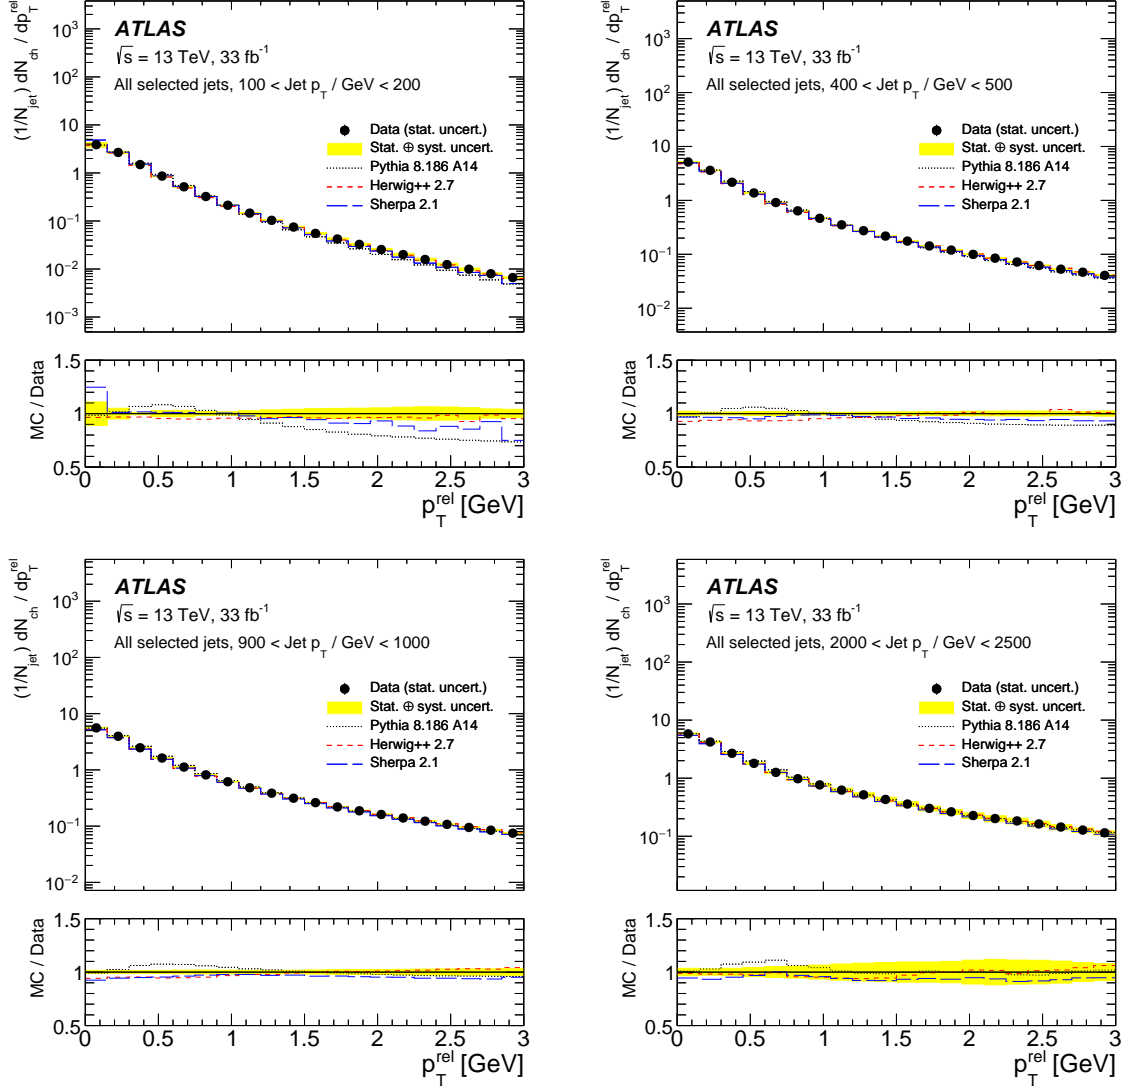 (1/N_jet) dN_ch / dp_T^rel
10³
10²
10
1
10⁻¹
10⁻²
10⁻³
ATLAS
√s = 13 TeV, 33 fb⁻¹
All selected jets, 100 < Jet p_T / GeV < 200
Data (stat. uncert.)
Stat. ⊕ syst. uncert.
Pythia 8.186 A14
Herwig++ 2.7
Sherpa 2.1
MC / Data
1.5
1
0.5
0 0.5 1 1.5 2 2.5 3
p_T^rel [GeV]
(1/N_jet) dN_ch / dp_T^rel
10³
10²
10
1
10⁻¹
10⁻²
ATLAS
√s = 13 TeV, 33 fb⁻¹
All selected jets, 400 < Jet p_T / GeV < 500
Data (stat. uncert.)
Stat. ⊕ syst. uncert.
Pythia 8.186 A14
Herwig++ 2.7
Sherpa 2.1
MC / Data
1.5
1
0.5
0 0.5 1 1.5 2 2.5 3
p_T^rel [GeV]
(1/N_jet) dN_ch / dp_T^rel
10³
10²
10
1
10⁻¹
10⁻²
ATLAS
√s = 13 TeV, 33 fb⁻¹
All selected jets, 900 < Jet p_T / GeV < 1000
Data (stat. uncert.)
Stat. ⊕ syst. uncert.
Pythia 8.186 A14
Herwig++ 2.7
Sherpa 2.1
MC / Data
1.5
1
0.5
0 0.5 1 1.5 2 2.5 3
p_T^rel [GeV]
(1/N_jet) dN_ch / dp_T^rel
10³
10²
10
1
10⁻¹
ATLAS
√s = 13 TeV, 33 fb⁻¹
All selected jets, 2000 < Jet p_T / GeV < 2500
Data (stat. uncert.)
Stat. ⊕ syst. uncert.
Pythia 8.186 A14
Herwig++ 2.7
Sherpa 2.1
MC / Data
1.5
1
0.5
0 0.5 1 1.5 2 2.5 3
p_T^rel [GeV]